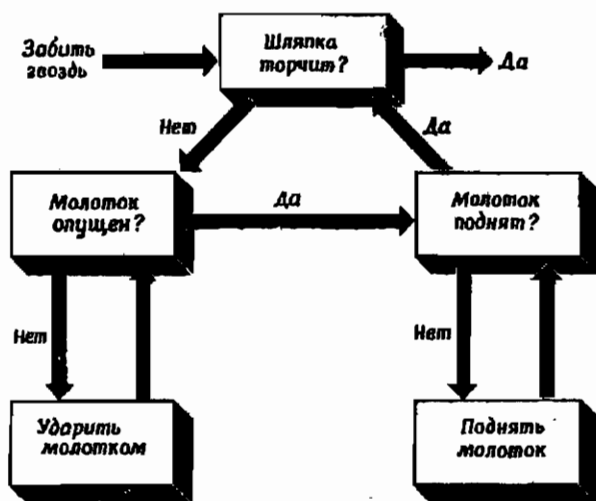 Забить
гвоздь
Шляпка
торчит?
Да
Нет
Да
Молоток
опущен?
Да
Молоток
поднят?
Нет
Нет
Ударить
молотком
Поднять
молоток